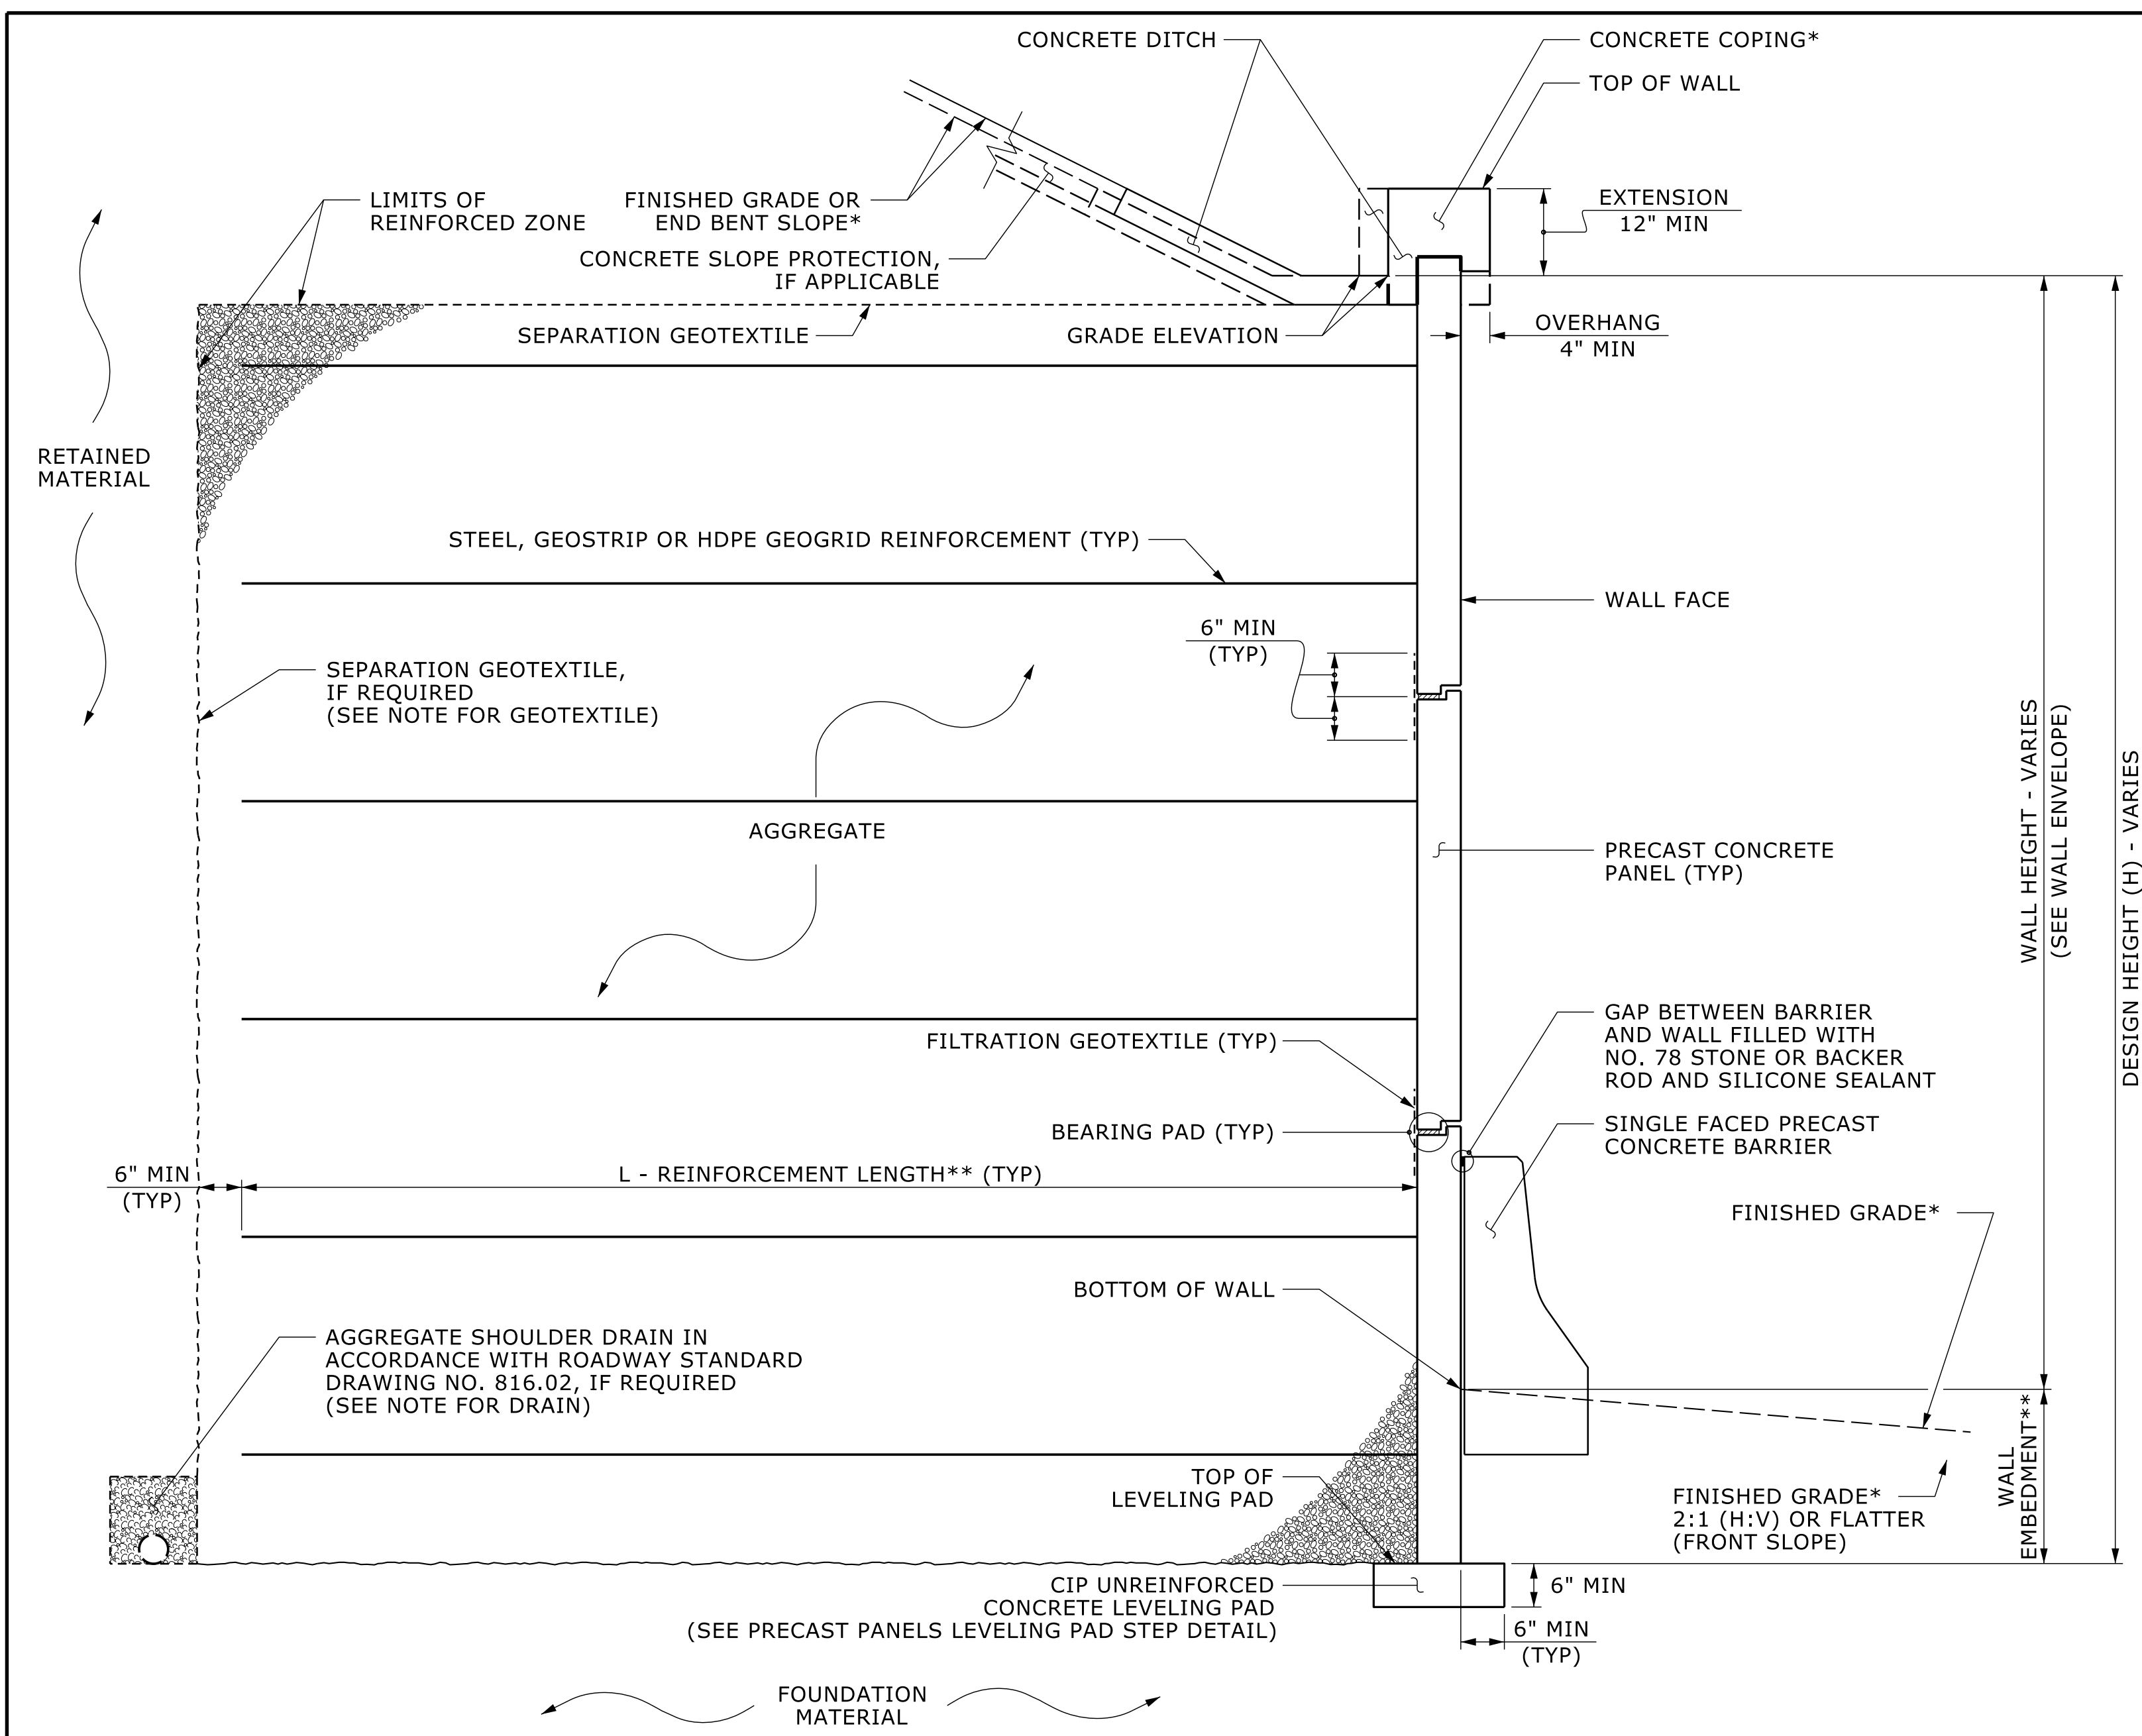 CONCRETE DITCH
CONCRETE COPING*
TOP OF WALL
LIMITS OF
REINFORCED ZONE
FINISHED GRADE OR
END BENT SLOPE*
EXTENSION
12" MIN
CONCRETE SLOPE PROTECTION,
IF APPLICABLE
SEPARATION GEOTEXTILE
GRADE ELEVATION
OVERHANG
4" MIN
RETAINED
MATERIAL
STEEL, GEOSTRIP OR HDPE GEOGRID REINFORCEMENT (TYP)
WALL FACE
6" MIN
(TYP)
SEPARATION GEOTEXTILE,
IF REQUIRED
(SEE NOTE FOR GEOTEXTILE)
WALL HEIGHT - VARIES
(SEE WALL ENVELOPE)
DESIGN HEIGHT (H) - VARIES
AGGREGATE
PRECAST CONCRETE
PANEL (TYP)
GAP BETWEEN BARRIER
AND WALL FILLED WITH
NO. 78 STONE OR BACKER
ROD AND SILICONE SEALANT
FILTRATION GEOTEXTILE (TYP)
BEARING PAD (TYP)
SINGLE FACED PRECAST
CONCRETE BARRIER
6" MIN
(TYP)
L - REINFORCEMENT LENGTH** (TYP)
FINISHED GRADE*
BOTTOM OF WALL
AGGREGATE SHOULDER DRAIN IN
ACCORDANCE WITH ROADWAY STANDARD
DRAWING NO. 816.02, IF REQUIRED
(SEE NOTE FOR DRAIN)
WALL
EMBEDMENT**
TOP OF
LEVELING PAD
FINISHED GRADE*
2:1 (H:V) OR FLATTER
(FRONT SLOPE)
CIP UNREINFORCED
CONCRETE LEVELING PAD
(SEE PRECAST PANELS LEVELING PAD STEP DETAIL)
6" MIN
6" MIN
(TYP)
FOUNDATION
MATERIAL